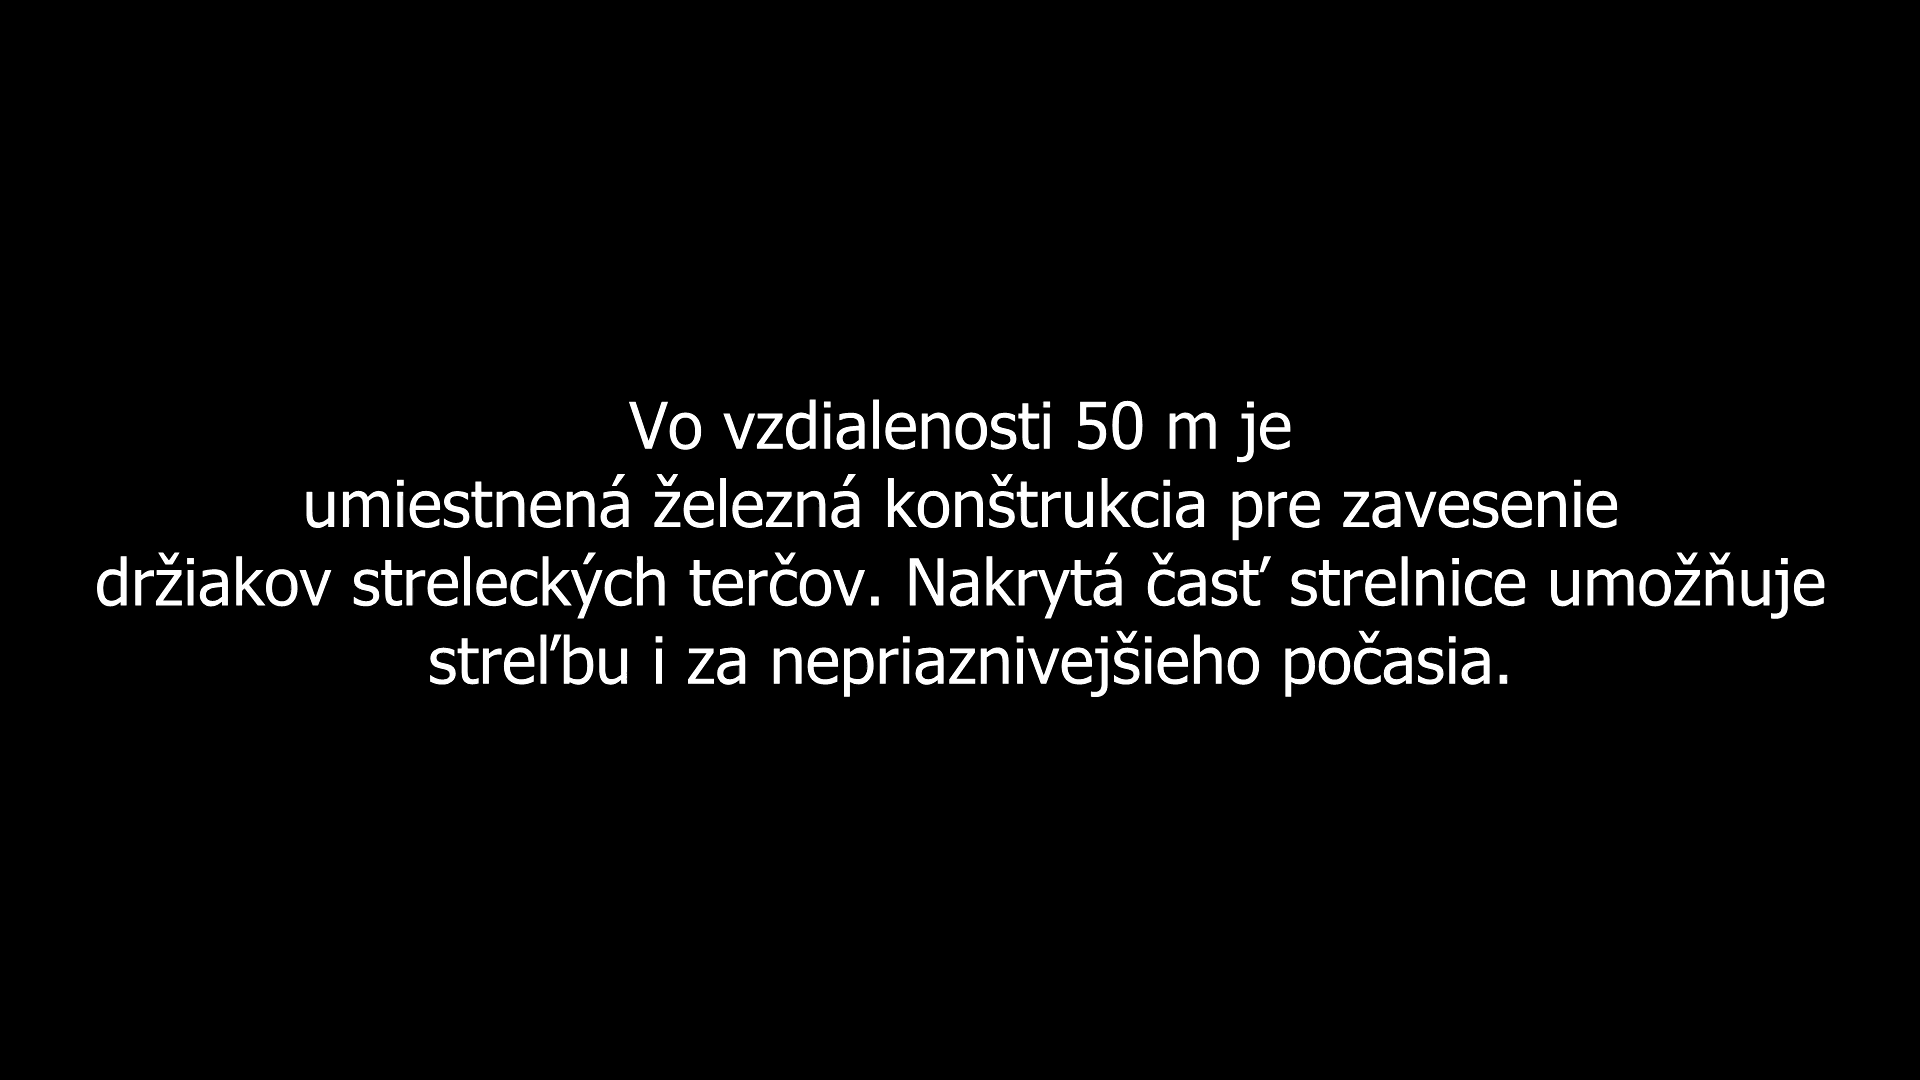 Vo vzdialenosti 50 m je
umiestnená železná konštrukcia pre zavesenie
držiakov streleckých terčov. Nakrytá časť strelnice umožňuje
streľbu i za nepriaznivejšieho počasia.